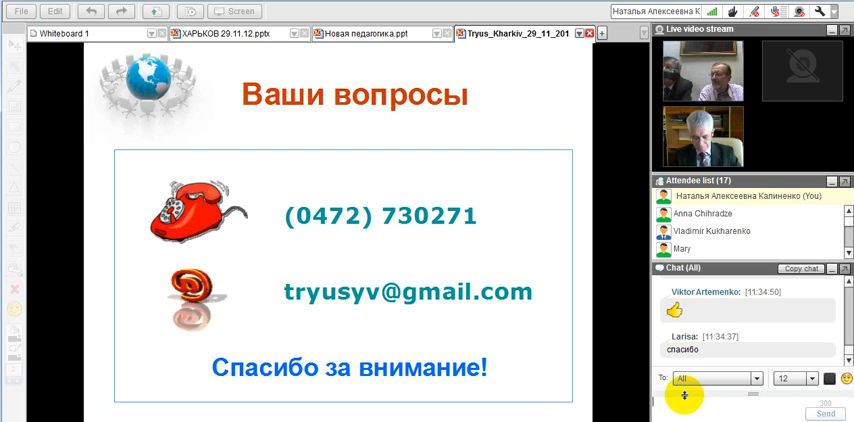 File
Edit
Screen
Наталья Алексеевна К
Whiteboard 1
ХАРЬКОВ 29.11.12.pptx
Новая педагогика.ppt
Tryus_Kharkiv_29_11_201
Live video stream
Ваши вопросы
(0472) 730271
tryusyv@gmail.com
Спасибо за внимание!
Attendee list (17)
Наталья Алексеевна Калиненко (You)
Anna Chihradze
Vladimir Kukharenko
Mary
Chat (All)
Copy chat
Viktor Artemenko: [11:34:50]
Larisa: [11:34:37]
спасибо
To:
All
12
300
Send